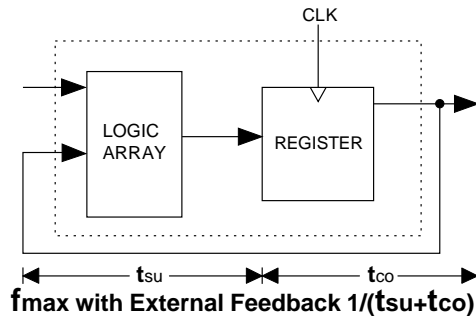 CLK
LOGIC
ARRAY
REGISTER
tsu
tco
fmax with External Feedback 1/(tsu+tco)